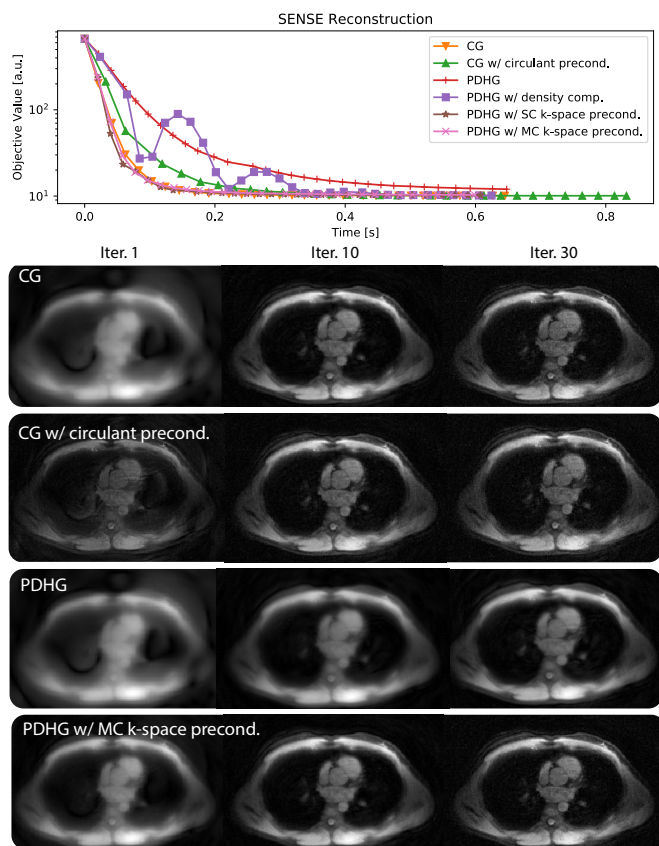 SENSE Reconstruction
Objective Value [a.u.]
10²
10¹
CG
CG w/ circulant precond.
PDHG
PDHG w/ density comp.
PDHG w/ SC k-space precond.
PDHG w/ MC k-space precond.
0.0 0.2 0.4 0.6 0.8
Time [s]
Iter. 1 Iter. 10 Iter. 30
CG
CG w/ circulant precond.
PDHG
PDHG w/ MC k-space precond.